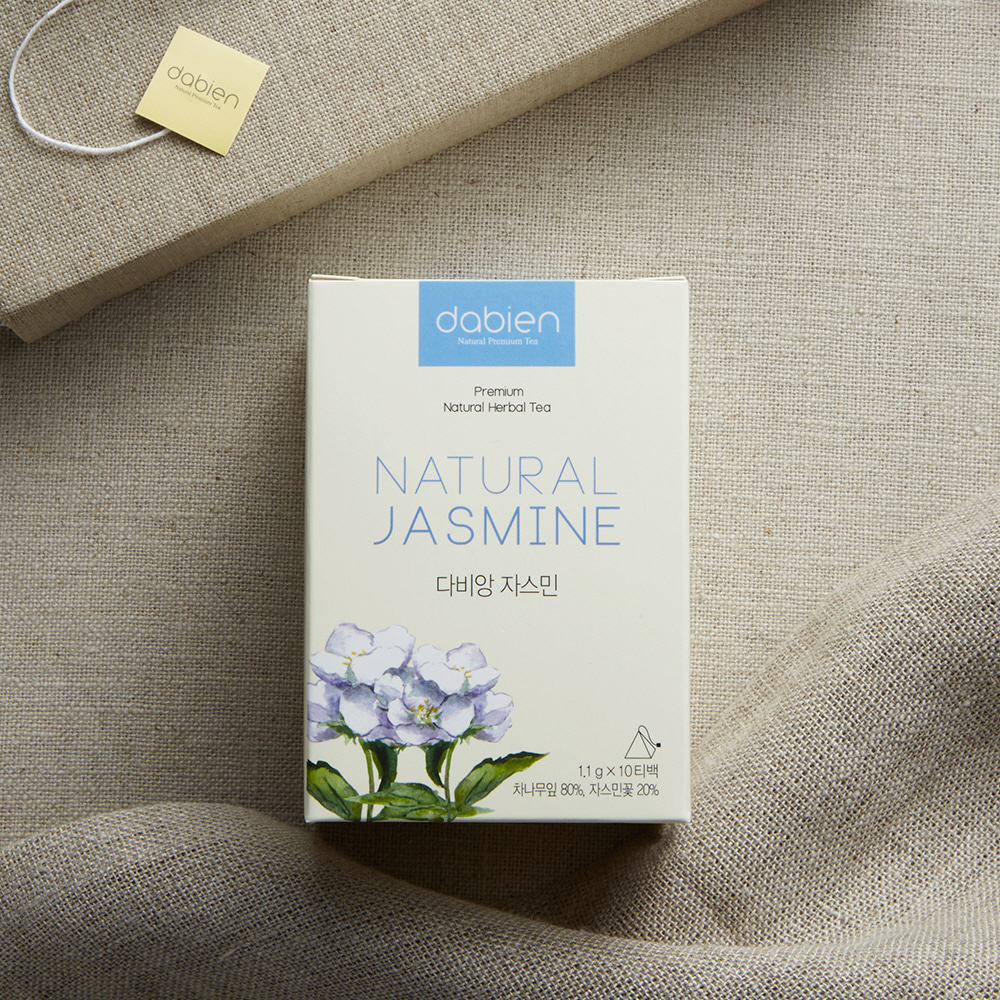 dabien
Natural Premium Tea
dabien
Natural Premium Tea
Premium
Natural Herbal Tea
NATURAL
JASMINE
다비앙 자스민
1.1 g × 10티백
차나무잎 80%, 자스민꽃 20%